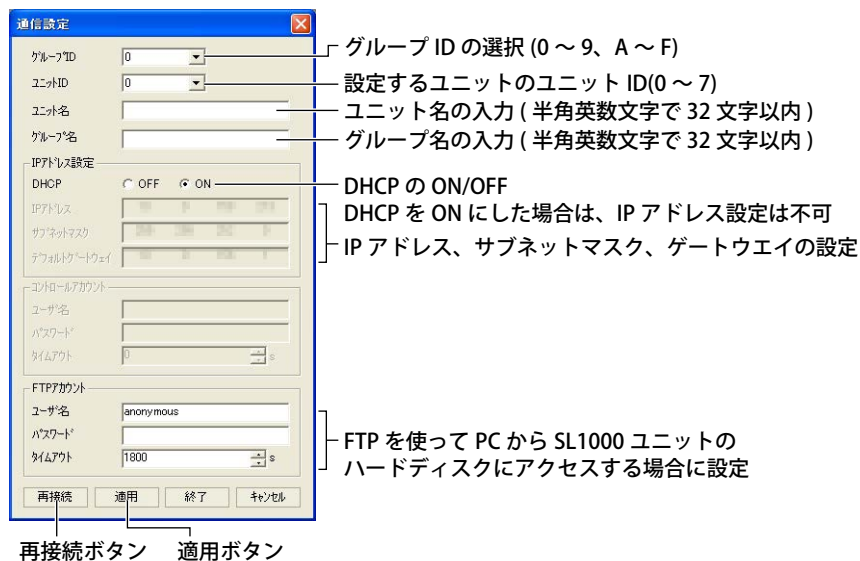 通信設定
グループID 0 グループ ID の選択 (0 ～ 9、A ～ F)
ユニットID 0 設定するユニットのユニット ID(0 ～ 7)
ユニット名 ユニット名の入力 ( 半角英数文字で 32 文字以内 )
グループ名 グループ名の入力 ( 半角英数文字で 32 文字以内 )
IPアドレス設定
DHCP OFF ON DHCP の ON/OFF
DHCP を ON にした場合は、IP アドレス設定は不可
IPアドレス
サブネットマスク IP アドレス、サブネットマスク、ゲートウエイの設定
デフォルトゲートウェイ
コントロールアカウント
ユーザ名
パスワード
タイムアウト 0 s
FTPアカウント
ユーザ名 anonymous
パスワード FTP を使って PC から SL1000 ユニットの
タイムアウト 1800 s ハードディスクにアクセスする場合に設定
再接続 適用 終了 キャンセル
再接続ボタン 適用ボタン